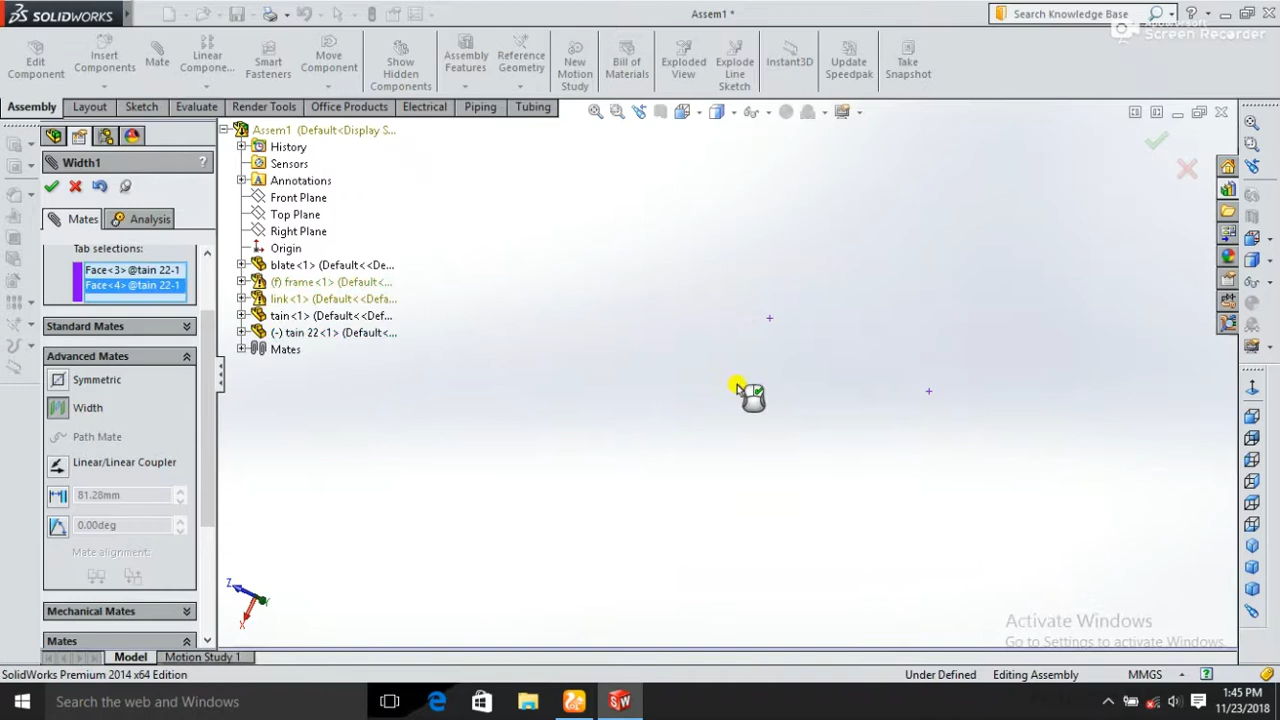 SOLIDWORKS
Assem1 *
Search Knowledge Base
Apowersoft
Screen Recorder
Edit
Component
Insert
Components
Mate
Linear
Compone...
Smart
Fasteners
Move
Component
Show
Hidden
Components
Assembly
Features
Reference
Geometry
New
Motion
Study
Bill of
Materials
Exploded
View
Explode
Line
Sketch
Instant3D
Update
Speedpak
Take
Snapshot
Assembly
Layout
Sketch
Evaluate
Render Tools
Office Products
Electrical
Piping
Tubing
Width1
?
Mates
Analysis
Tab selections:
Face<3>@tain 22-1
Face<4>@tain 22-1
Standard Mates
Advanced Mates
Symmetric
Width
Path Mate
Linear/Linear Coupler
81.28mm
0.00deg
Mate alignment:
Mechanical Mates
Mates
Assem1 (Default<Display S...
History
Sensors
Annotations
Front Plane
Top Plane
Right Plane
Origin
blate<1> (Default<<De...
(f) frame<1> (Default<...
link<1> (Default<<Defa...
tain<1> (Default<<Def...
(-) tain 22<1> (Default<...
Mates
Z
Y
X
Activate Windows
Go to Settings to activate Windows.
Model
Motion Study 1
SolidWorks Premium 2014 x64 Edition
Under Defined
Editing Assembly
MMGS
?
Search the web and Windows
SW
1:45 PM
11/23/2018